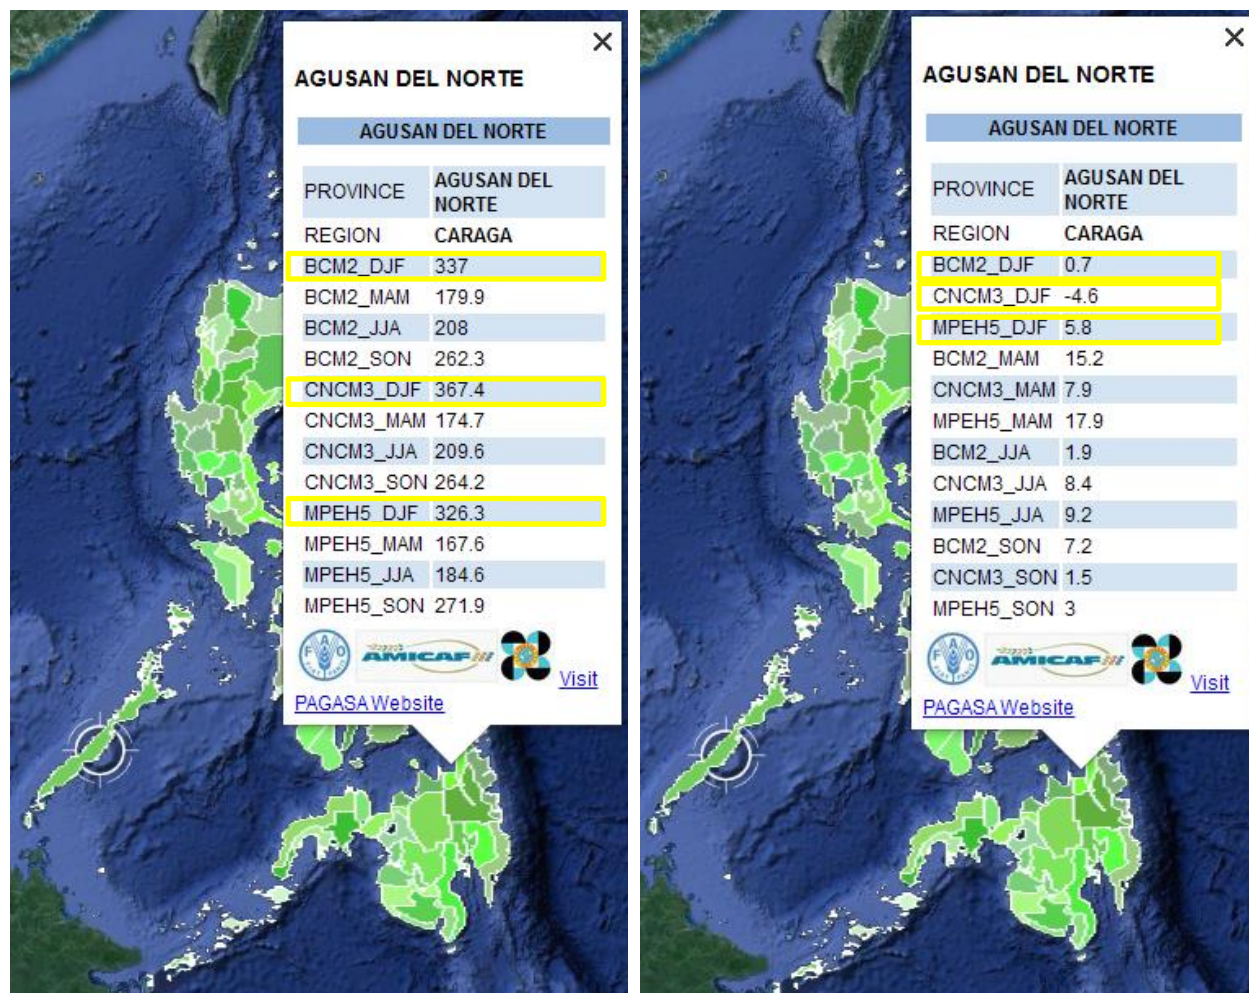 ×
AGUSAN DEL NORTE
AGUSAN DEL NORTE
PROVINCE AGUSAN DEL NORTE
REGION CARAGA
BCM2_DJF 337
BCM2_MAM 179.9
BCM2_JJA 208
BCM2_SON 262.3
CNCM3_DJF 367.4
CNCM3_MAM 174.7
CNCM3_JJA 209.6
CNCM3_SON 264.2
MPEH5_DJF 326.3
MPEH5_MAM 167.6
MPEH5_JJA 184.6
MPEH5_SON 271.9
FAO
AMICAF
Visit
PAGASA Website
×
AGUSAN DEL NORTE
AGUSAN DEL NORTE
PROVINCE AGUSAN DEL NORTE
REGION CARAGA
BCM2_DJF 0.7
CNCM3_DJF -4.6
MPEH5_DJF 5.8
BCM2_MAM 15.2
CNCM3_MAM 7.9
MPEH5_MAM 17.9
BCM2_JJA 1.9
CNCM3_JJA 8.4
MPEH5_JJA 9.2
BCM2_SON 7.2
CNCM3_SON 1.5
MPEH5_SON 3
FAO
AMICAF
Visit
PAGASA Website